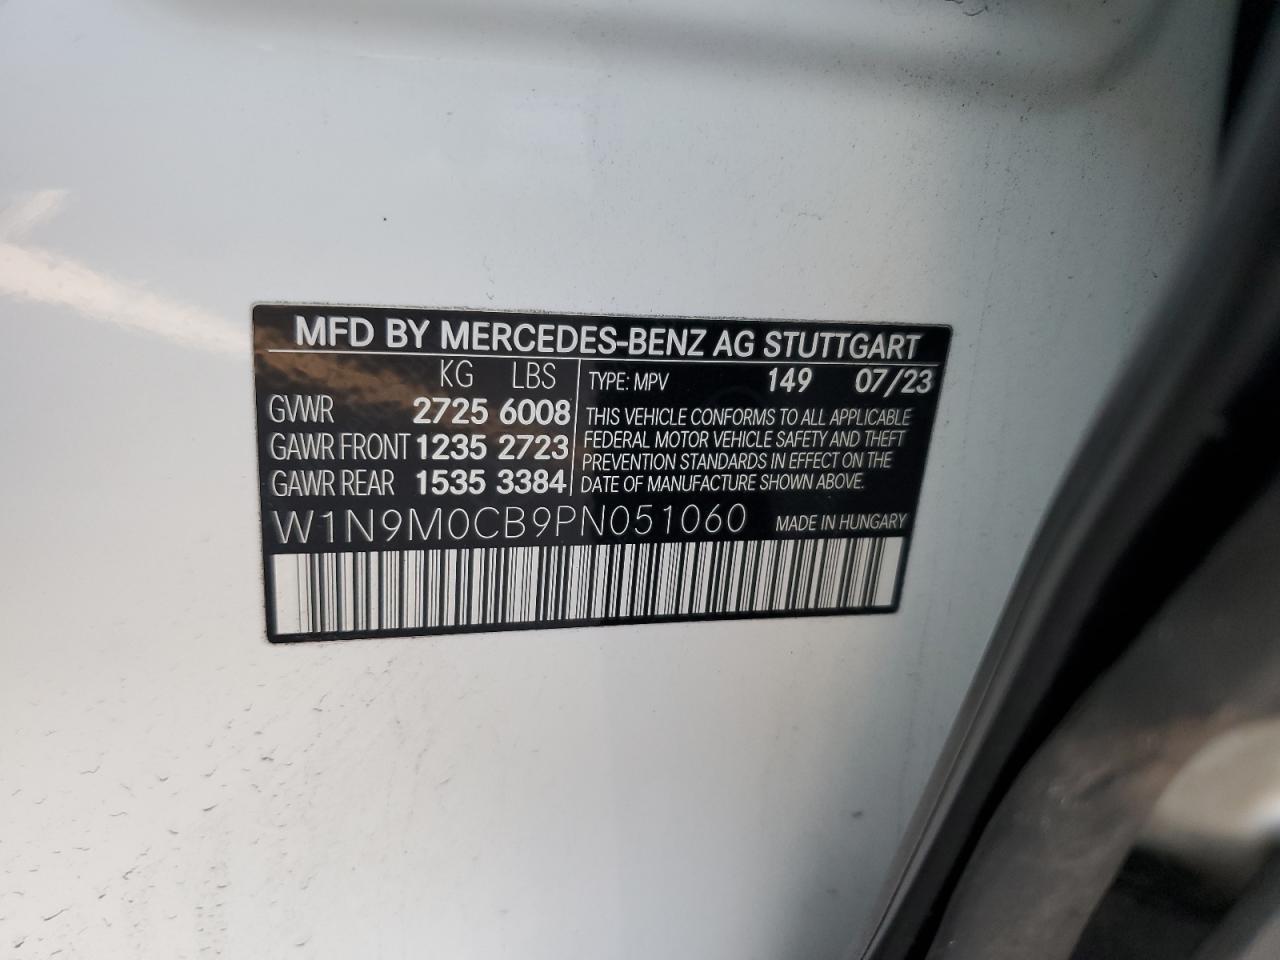 MFD BY MERCEDES-BENZ AG STUTTGART
KG LBS
GVWR 2725 6008
GAWR FRONT 1235 2723
GAWR REAR 1535 3384
TYPE: MPV 149 07/23
THIS VEHICLE CONFORMS TO ALL APPLICABLE
FEDERAL MOTOR VEHICLE SAFETY AND THEFT
PREVENTION STANDARDS IN EFFECT ON THE
DATE OF MANUFACTURE SHOWN ABOVE.
W1N9M0CB9PN051060 MADE IN HUNGARY